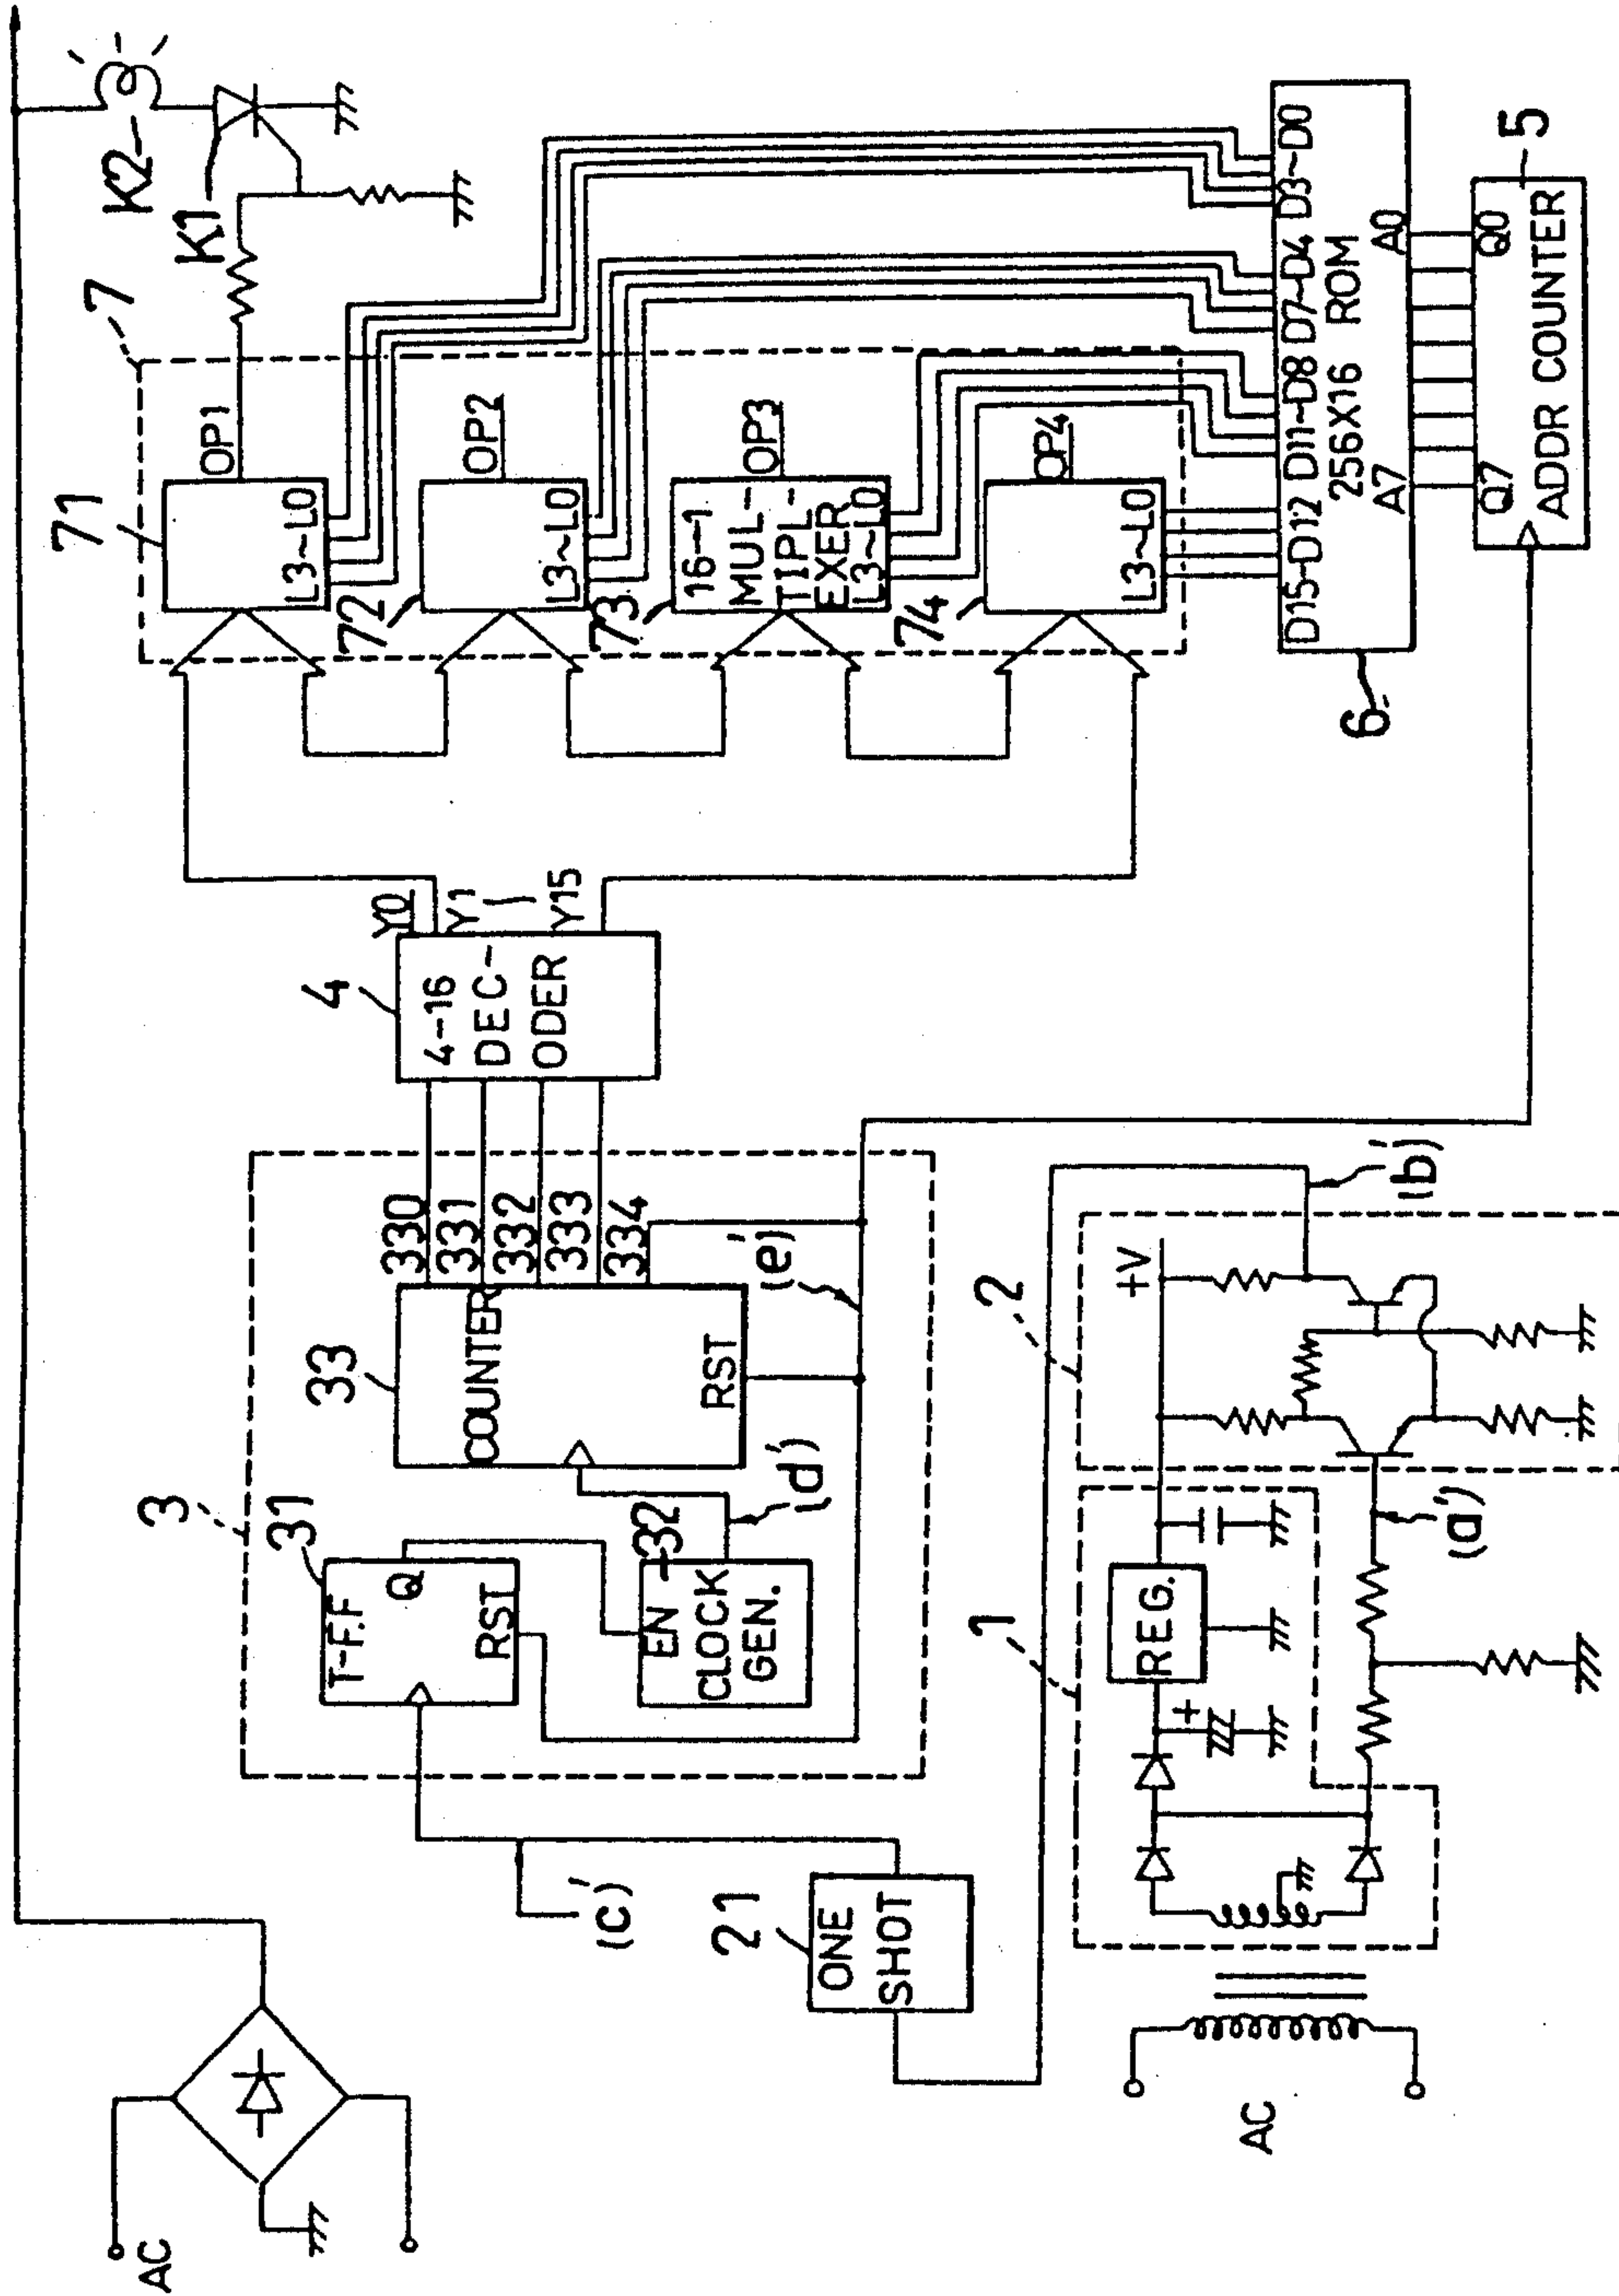 AC
K2
K1
7
71
OP1
L3~L0
72
OP2
L3~L0
73
16-1
MUL-
TIPL-
EXER
L3~L0
OP3
74
OP4
L3~L0
4
4-16
DEC-
ODER
Y0
Y1
Y15
3
31
T-F.F
Q
RST
32
EN
CLOCK
GEN.
33
COUNTER
RST
330
331
332
333
334
(c')
(d')
(e')
21
ONE
SHOT
D15-D12
D11~D8
D7-D4
D3~D0
256X16
ROM
A7
A0
6
Q7
Q0
ADDR COUNTER
5
AC
1
REG.
+
2
+V
(a')
(b')